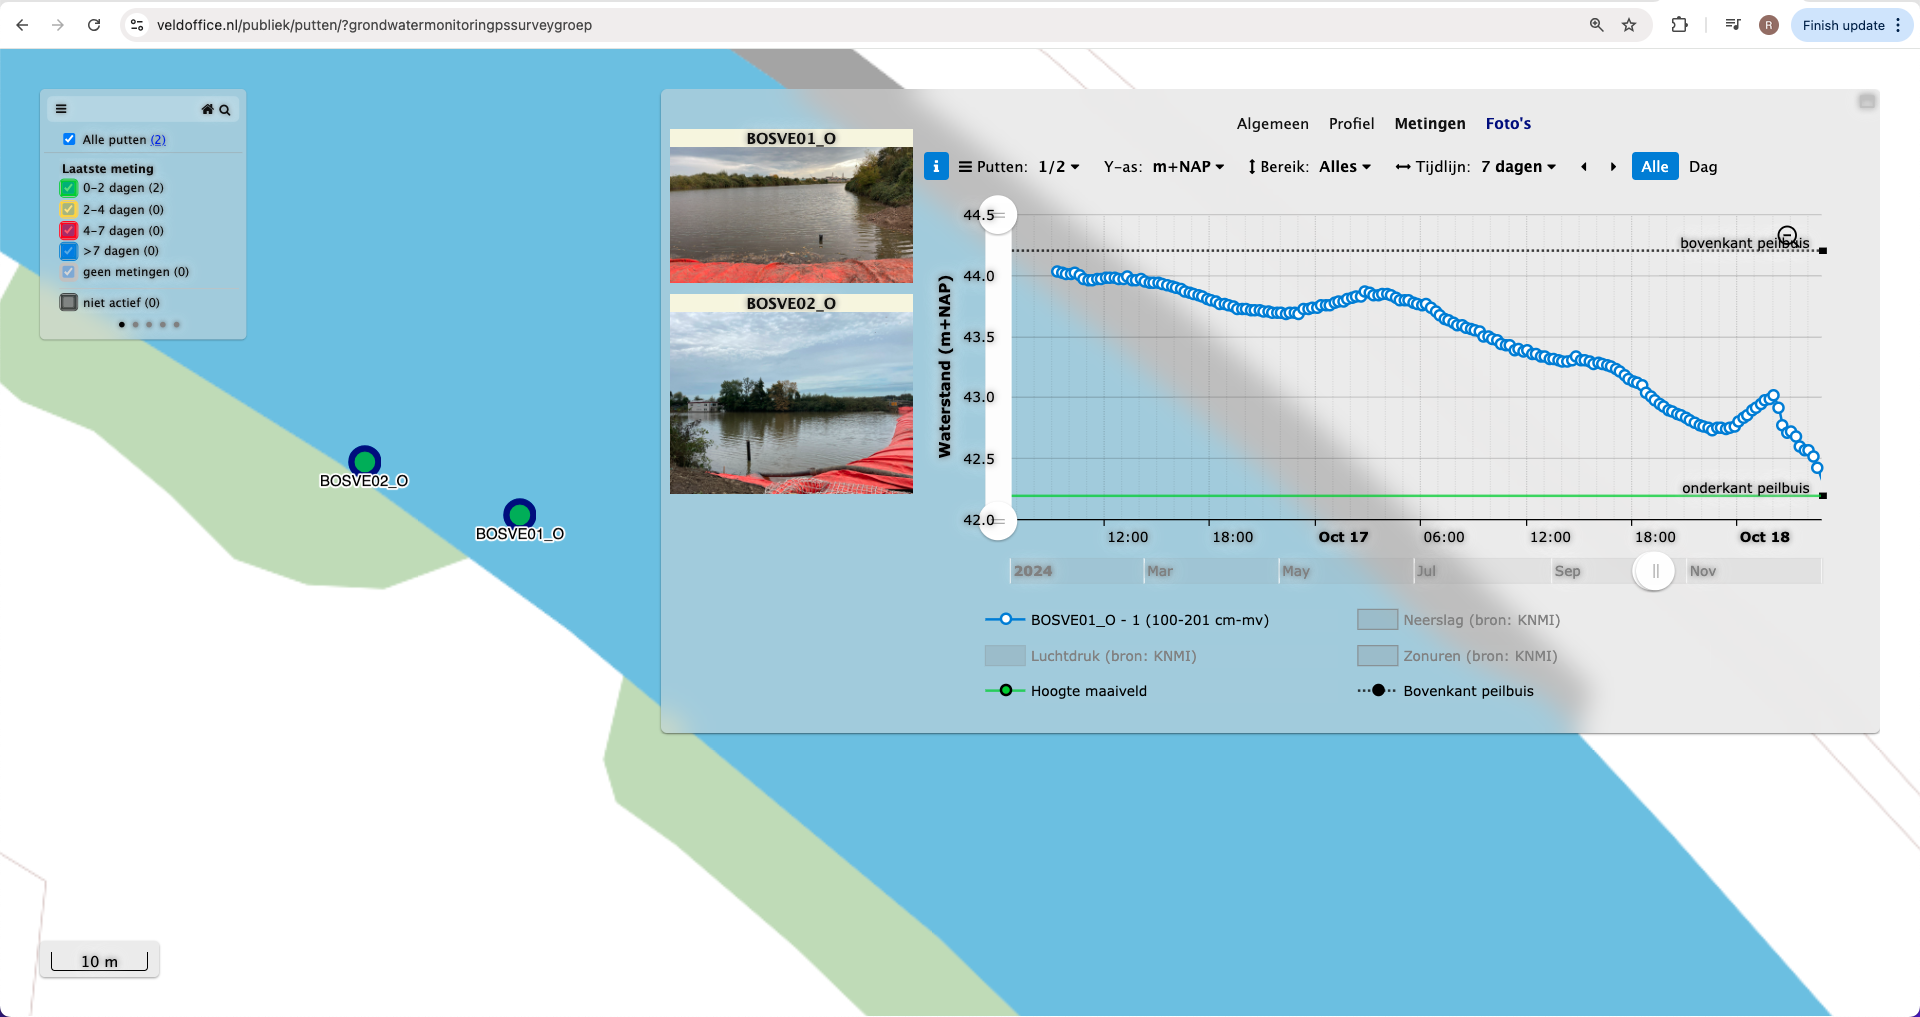 veldoffice.nl/publiek/putten/?grondwatermonitoringpssurveygroep
R
Finish update
Alle putten (2)
Laatste meting
0-2 dagen (2)
2-4 dagen (0)
4-7 dagen (0)
>7 dagen (0)
geen metingen (0)
niet actief (0)
BOSVE02_O
BOSVE01_O
10 m
BOSVE01_O
BOSVE02_O
Algemeen Profiel Metingen Foto's
i Putten: 1/2 Y-as: m+NAP Bereik: Alles Tijdlijn: 7 dagen Alle Dag
Waterstand (m+NAP)
44.5
44.0
43.5
43.0
42.5
42.0
bovenkant peilbuis
onderkant peilbuis
12:00 18:00 Oct 17 06:00 12:00 18:00 Oct 18
2024 Mar May Jul Sep Nov
BOSVE01_O - 1 (100-201 cm-mv)
Neerslag (bron: KNMI)
Luchtdruk (bron: KNMI)
Zonuren (bron: KNMI)
Hoogte maaiveld
Bovenkant peilbuis